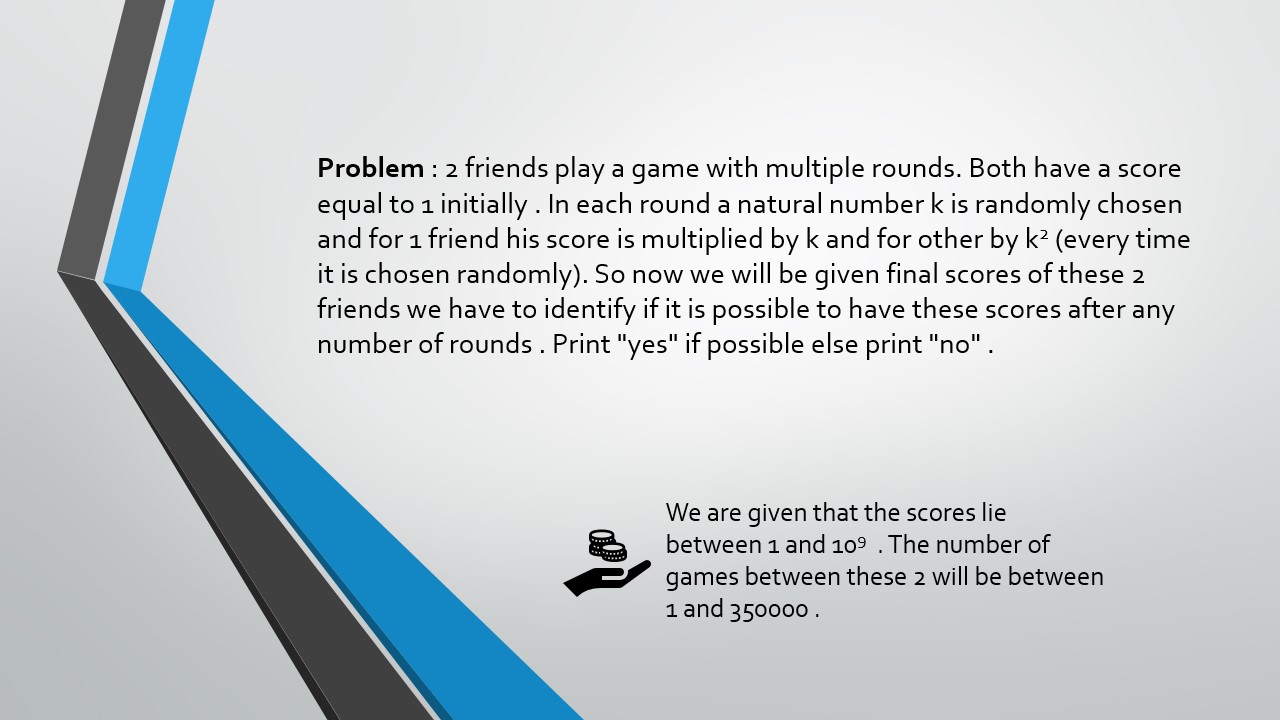 Problem : 2 friends play a game with multiple rounds. Both have a score
equal to 1 initially . In each round a natural number k is randomly chosen
and for 1 friend his score is multiplied by k and for other by k² (every time
it is chosen randomly). So now we will be given final scores of these 2
friends we have to identify if it is possible to have these scores after any
number of rounds . Print "yes" if possible else print "no" .
We are given that the scores lie
between 1 and 10⁹ . The number of
games between these 2 will be between
1 and 350000 .